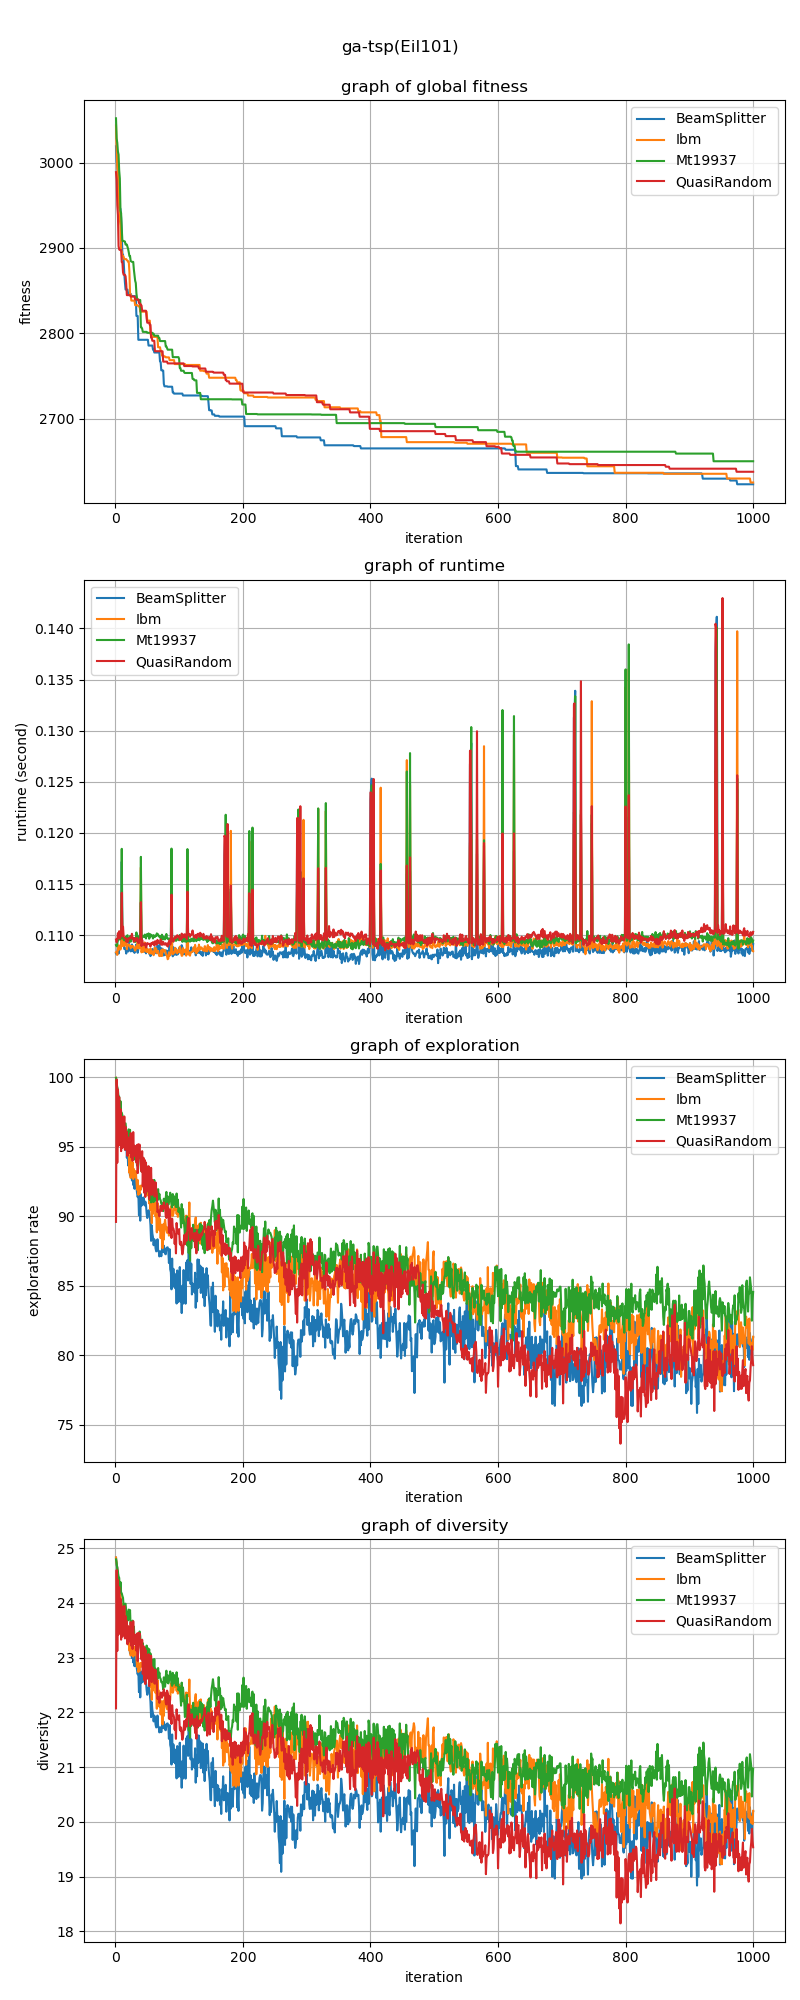 ga-tsp(Eil101)
graph of global fitness
BeamSplitter
Ibm
Mt19937
QuasiRandom
3000
2900
2800
2700
fitness
0 200 400 600 800 1000
iteration
graph of runtime
BeamSplitter
Ibm
Mt19937
QuasiRandom
0.140
0.135
0.130
0.125
0.120
0.115
0.110
runtime (second)
0 200 400 600 800 1000
iteration
graph of exploration
BeamSplitter
Ibm
Mt19937
QuasiRandom
100
95
90
85
80
75
exploration rate
0 200 400 600 800 1000
iteration
graph of diversity
BeamSplitter
Ibm
Mt19937
QuasiRandom
25
24
23
22
21
20
19
18
diversity
0 200 400 600 800 1000
iteration